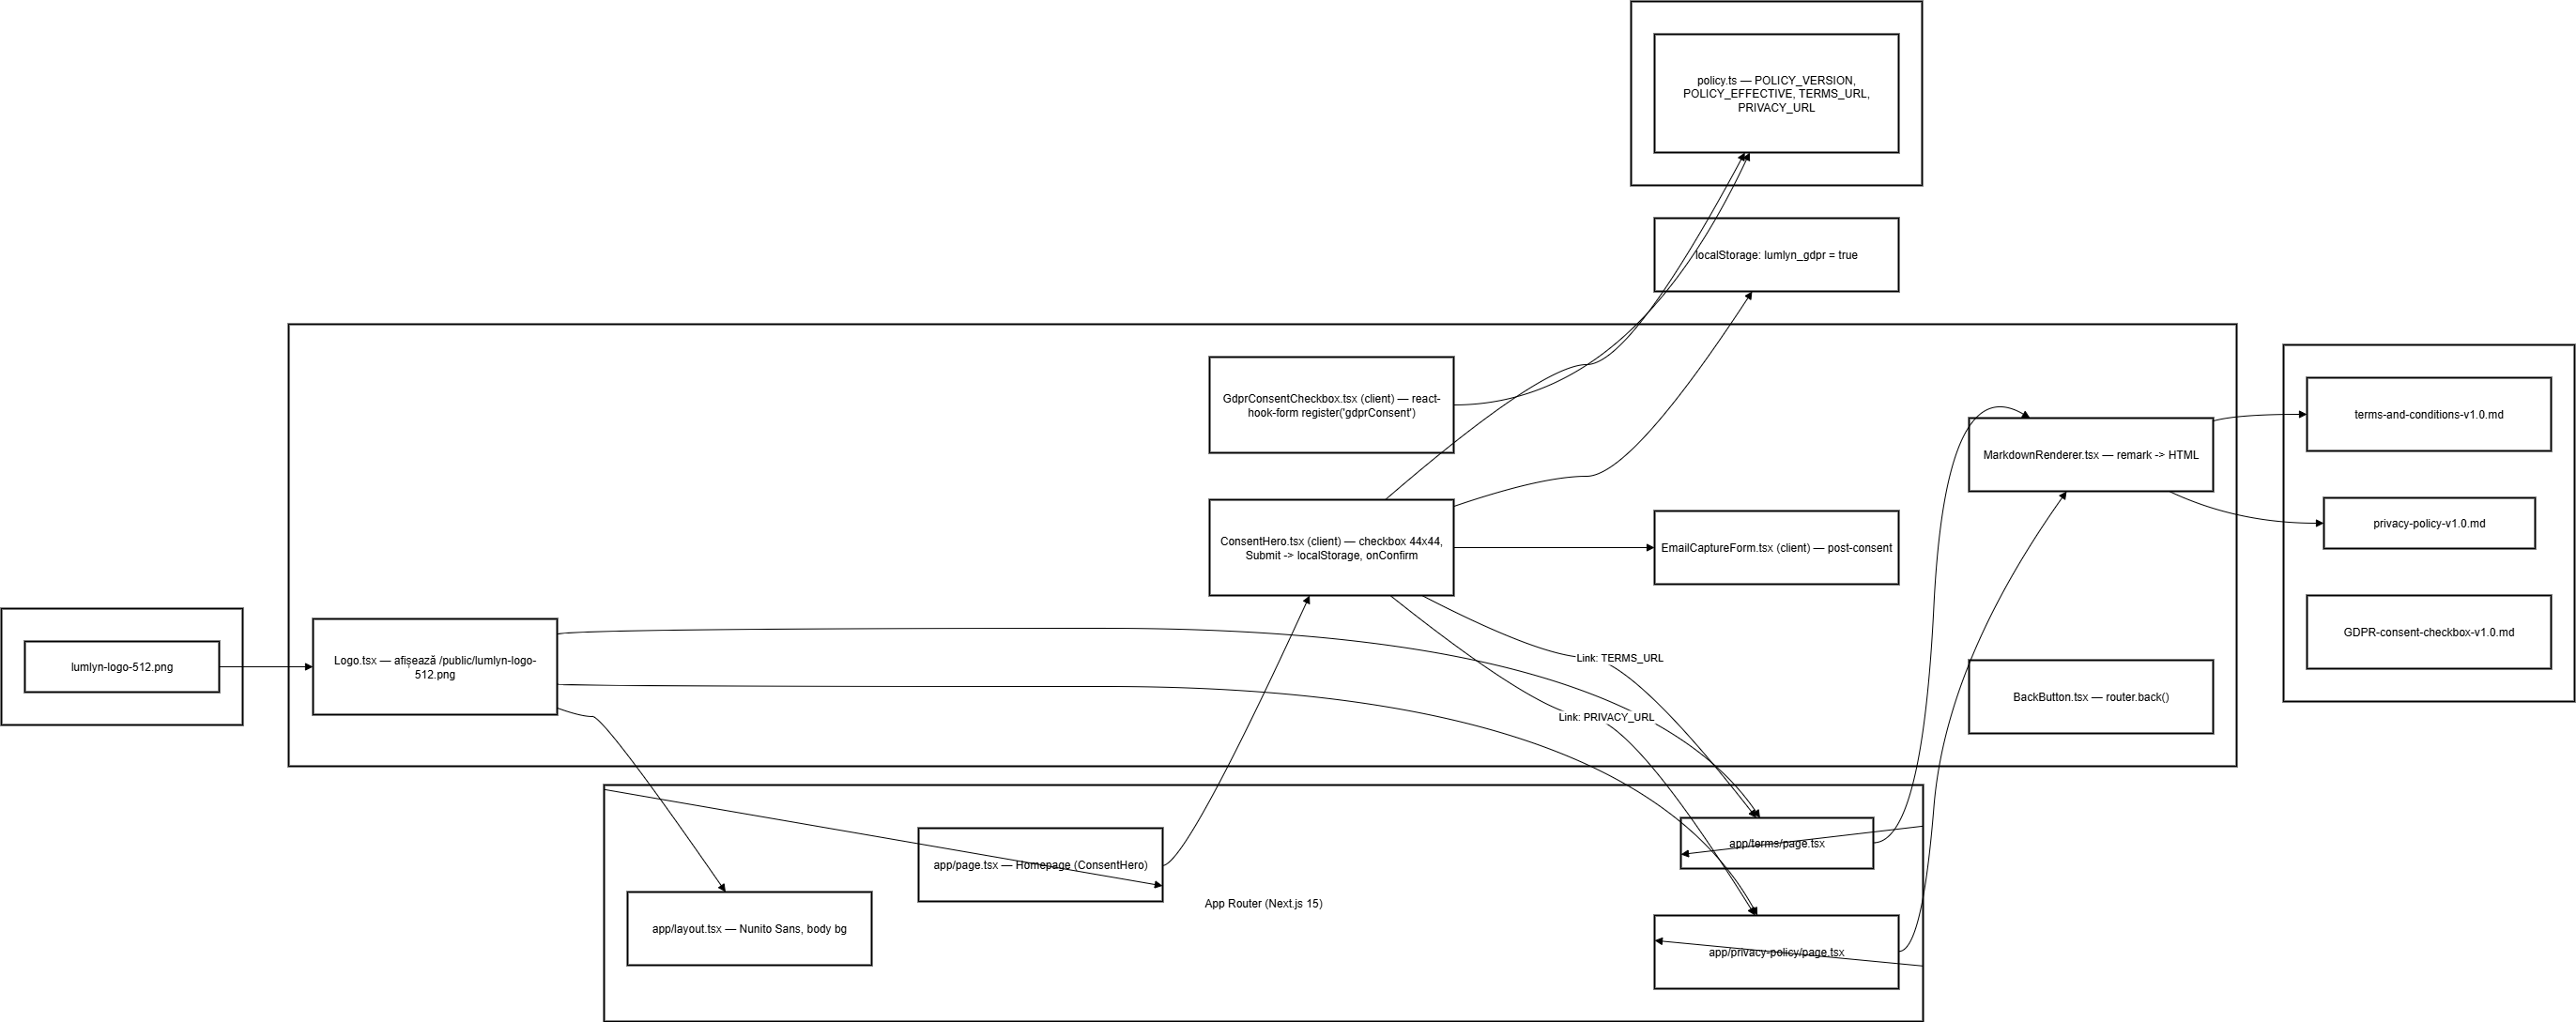 policy.ts — POLICY_VERSION,
POLICY_EFFECTIVE, TERMS_URL,
PRIVACY_URL
localStorage: lumlyn_gdpr = true
GdprConsentCheckbox.tsx (client) — react-
hook-form register('gdprConsent')
terms-and-conditions-v1.0.md
MarkdownRenderer.tsx — remark -> HTML
privacy-policy-v1.0.md
ConsentHero.tsx (client) — checkbox 44x44,
Submit -> localStorage, onConfirm
EmailCaptureForm.tsx (client) — post-consent
GDPR-consent-checkbox-v1.0.md
lumlyn-logo-512.png
Logo.tsx — afișează /public/lumlyn-logo-
512.png
Link: TERMS_URL
BackButton.tsx — router.back()
Link: PRIVACY_URL
app/terms/page.tsx
app/page.tsx — Homepage (ConsentHero)
App Router (Next.js 15)
app/layout.tsx — Nunito Sans, body bg
app/privacy-policy/page.tsx